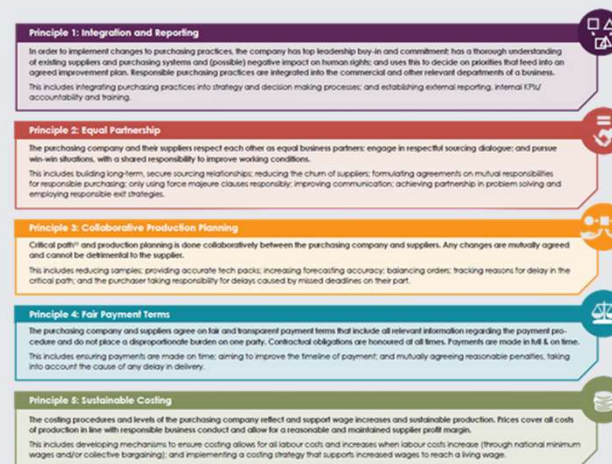 Principle 1: Integration and Reporting
In order to implement changes to purchasing practices, the company has top leadership buy-in and commitment; has a thorough understanding
of existing suppliers and purchasing systems and (possible) negative impact on human rights; and uses this to decide on priorities that feed into an
agreed improvement plan. Responsible purchasing practices are integrated into the commercial and other relevant departments of a business.
This includes integrating purchasing practices into strategy and decision making processes; and establishing external reporting, internal KPIs/
accountability and training.
Principle 2: Equal Partnership
The purchasing company and their suppliers respect each other as equal business partners; engage in respectful sourcing dialogue; and pursue
win-win situations, with a shared responsibility to improve working conditions.
This includes building long-term, secure sourcing relationships; reducing the churn of suppliers; formulating agreements on mutual responsibilities
for responsible purchasing; only using force majeure clauses responsibly; improving communication; achieving partnership in problem solving and
employing responsible exit strategies.
Principle 3: Collaborative Production Planning
Critical path and production planning is done collaboratively between the purchasing company and suppliers. Any changes are mutually agreed
and cannot be detrimental to the supplier.
This includes reducing samples; providing accurate tech packs; increasing forecasting accuracy; balancing orders; tracking reasons for delay in the
critical path; and the purchaser taking responsibility for delays caused by missed deadlines on their part.
Principle 4: Fair Payment Terms
The purchasing company and suppliers agree on fair and transparent payment terms that include all relevant information regarding the payment pro-
cedure and do not place a disproportionate burden on one party. Contractual obligations are honoured at all times. Payments are made in full & on time.
This includes ensuring payments are made on time; aiming to improve the timeline of payment; and mutually agreeing reasonable penalties, taking
into account the cause of any delay in delivery.
Principle 5: Sustainable Costing
The costing procedures and levels of the purchasing company reflect and support wage increases and sustainable production. Prices cover all costs
of production in line with responsible business conduct and allow for a reasonable and maintained supplier profit margin.
This includes developing mechanisms to ensure costing allows for all labour costs and increases when labour costs increase (through national minimum
wages and/or collective bargaining); and implementing a costing strategy that supports increased wages to reach a living wage.